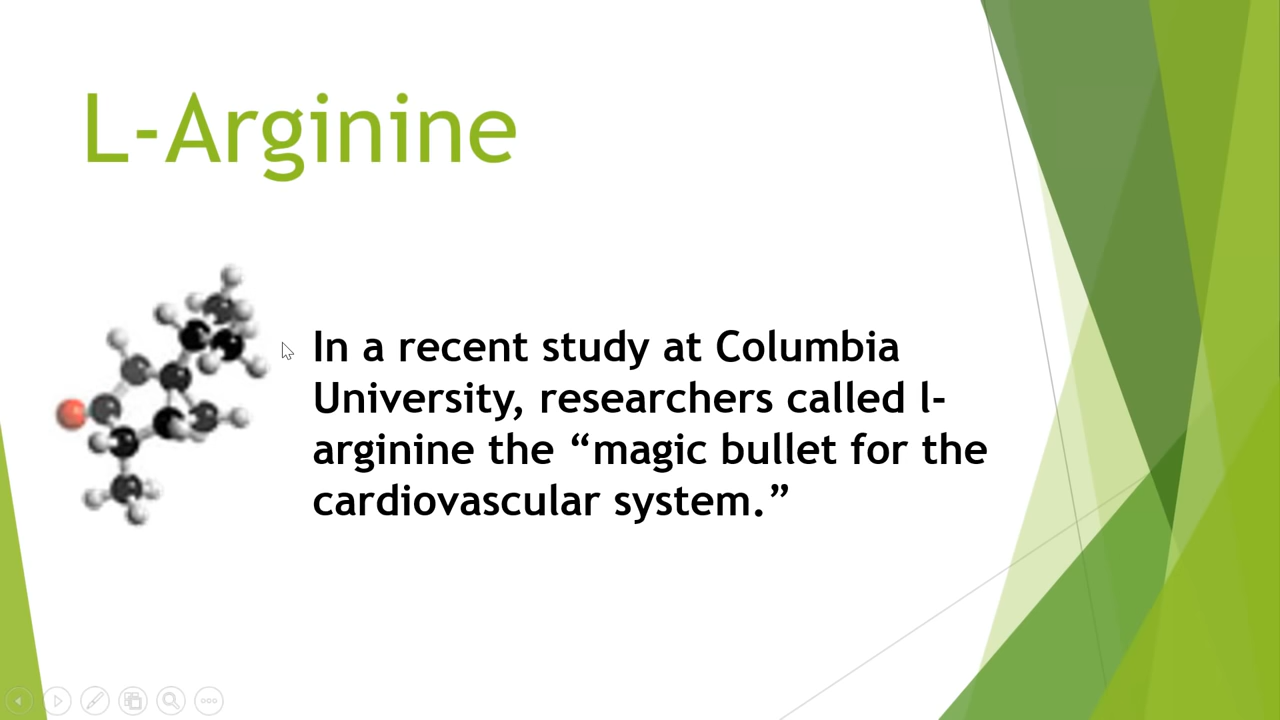 L-Arginine
In a recent study at Columbia
University, researchers called l-
arginine the “magic bullet for the
cardiovascular system.”